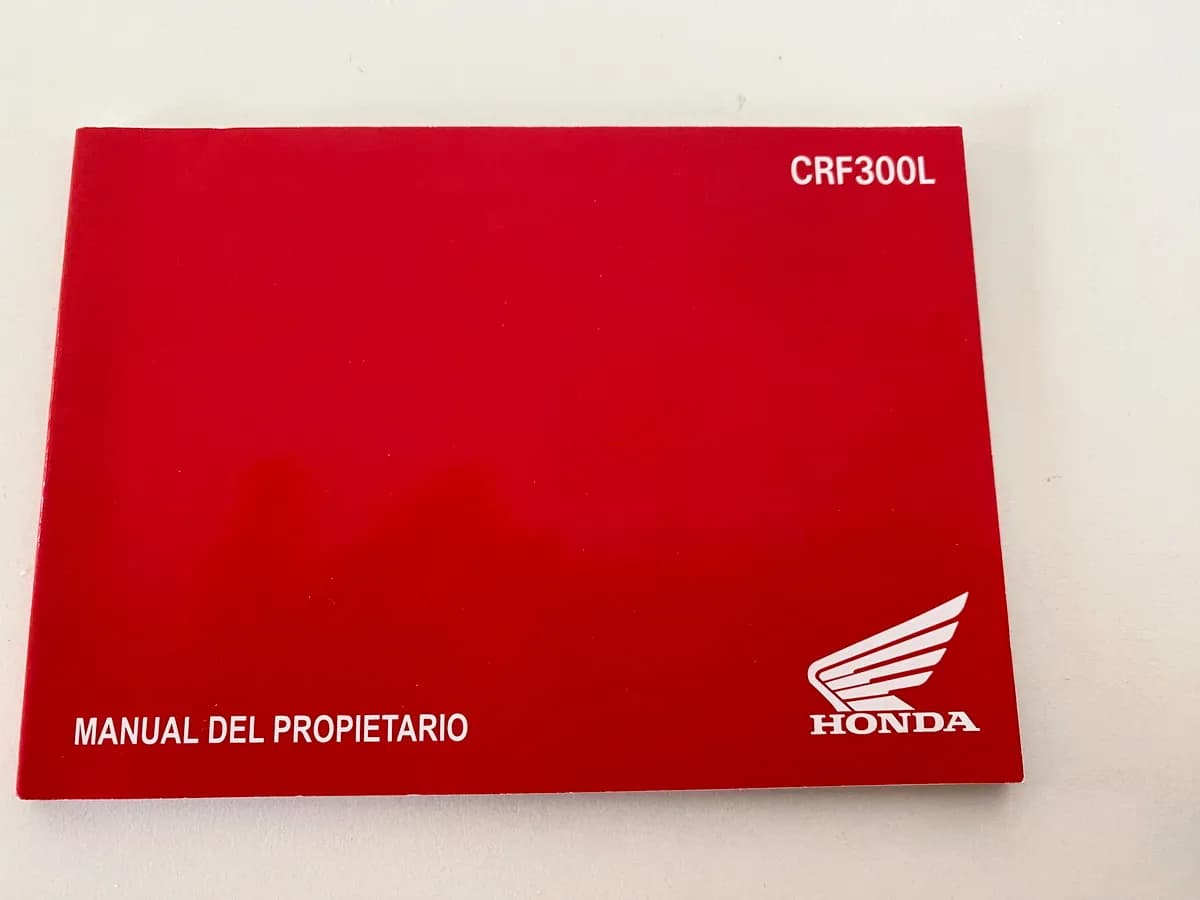 CRF300L
MANUAL DEL PROPIETARIO
HONDA